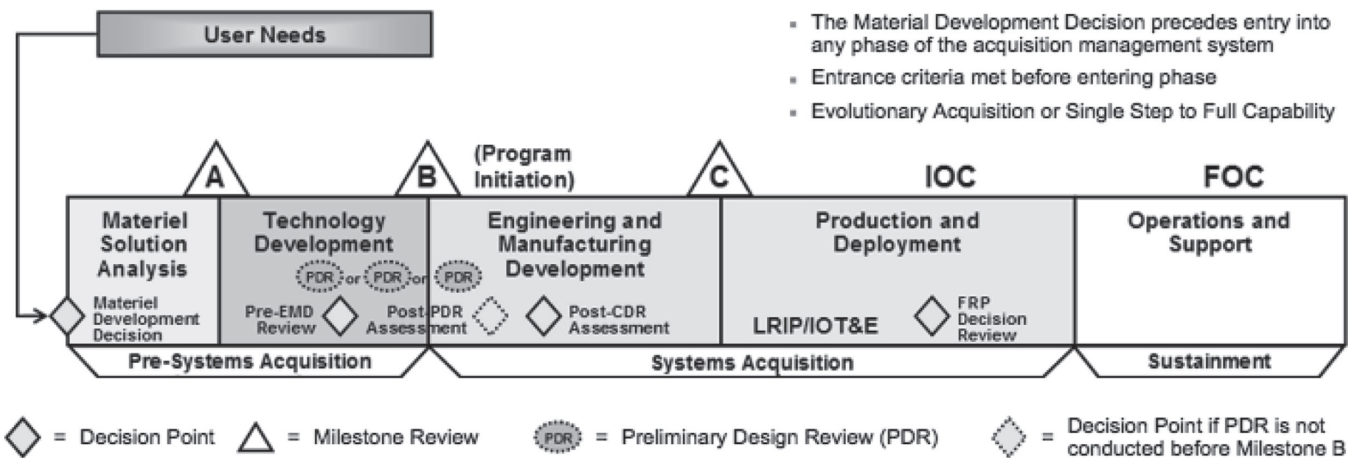 User Needs
▪ The Material Development Decision precedes entry into
any phase of the acquisition management system
▪ Entrance criteria met before entering phase
▪ Evolutionary Acquisition or Single Step to Full Capability
A
B
(Program
Initiation)
C
IOC
FOC
Materiel
Solution
Analysis
Technology
Development
Engineering and
Manufacturing
Development
Production and
Deployment
Operations and
Support
PDR or PDR or PDR
Materiel
Development
Decision
Pre-EMD
Review
Post-PDR
Assessment
Post-CDR
Assessment
LRIP/IOT&E
FRP
Decision
Review
Pre-Systems Acquisition
Systems Acquisition
Sustainment
= Decision Point
= Milestone Review
PDR = Preliminary Design Review (PDR)
= Decision Point if PDR is not
conducted before Milestone B